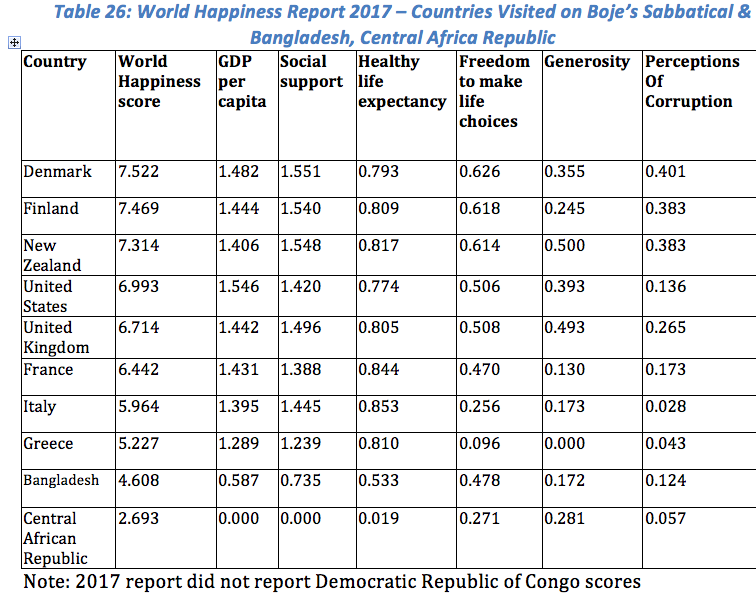 Table 26: World Happiness Report 2017 – Countries Visited on Boje's Sabbatical &
Bangladesh, Central Africa Republic
Country World Happiness score GDP per capita Social support Healthy life expectancy Freedom to make life choices Generosity Perceptions Of Corruption
Denmark 7.522 1.482 1.551 0.793 0.626 0.355 0.401
Finland 7.469 1.444 1.540 0.809 0.618 0.245 0.383
New Zealand 7.314 1.406 1.548 0.817 0.614 0.500 0.383
United States 6.993 1.546 1.420 0.774 0.506 0.393 0.136
United Kingdom 6.714 1.442 1.496 0.805 0.508 0.493 0.265
France 6.442 1.431 1.388 0.844 0.470 0.130 0.173
Italy 5.964 1.395 1.445 0.853 0.256 0.173 0.028
Greece 5.227 1.289 1.239 0.810 0.096 0.000 0.043
Bangladesh 4.608 0.587 0.735 0.533 0.478 0.172 0.124
Central African Republic 2.693 0.000 0.000 0.019 0.271 0.281 0.057
Note: 2017 report did not report Democratic Republic of Congo scores